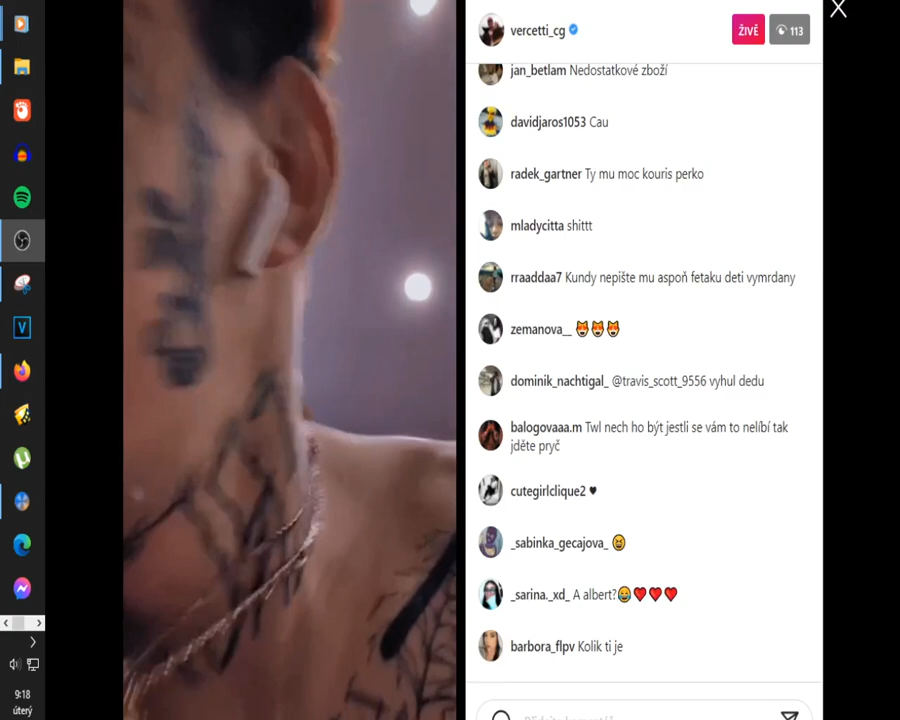 vercetti_cg
ŽIVĚ
113
jan_betlam Nedostatkové zboží
davidjaros1053 Cau
radek_gartner Ty mu moc kouris perko
mladycitta shittt
rraaddaa7 Kundy nepište mu aspoň fetaku deti vymrdany
zemanova__ 😻😻😻
dominik_nachtigal_ @travis_scott_9556 vyhul dedu
balogovaaa.m Twl nech ho být jestli se vám to nelíbí tak
jděte pryč
cutegirlclique2 ♥
_sabinka_gecajova_ 😆
_sarina._xd_ A albert?😂❤❤❤
barbora_flpv Kolik ti je
9:18
úterý